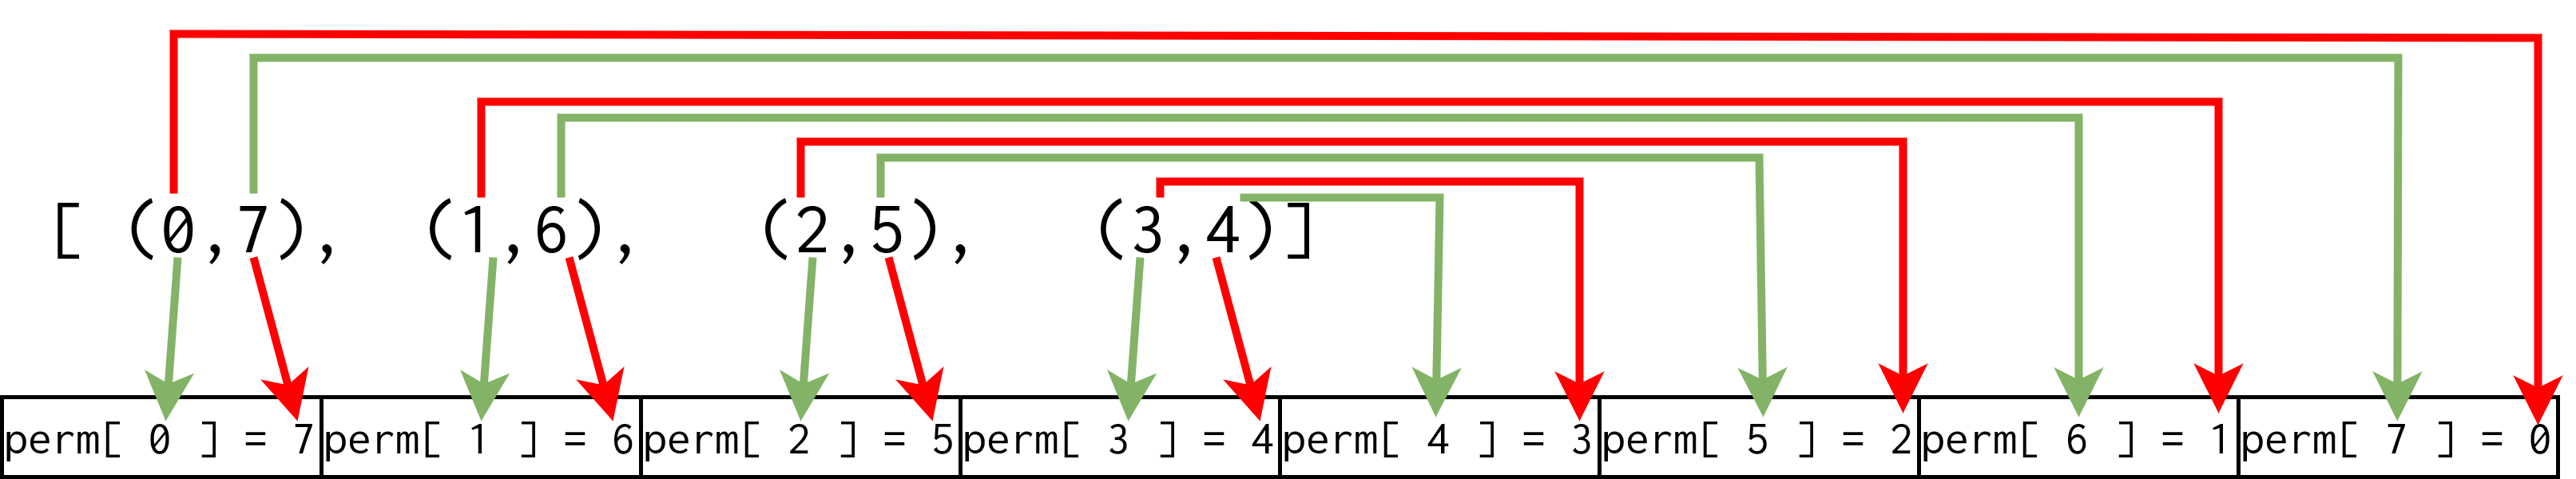 [ (0,7), (1,6), (2,5), (3,4)]
perm[ 0 ] = 7 perm[ 1 ] = 6 perm[ 2 ] = 5 perm[ 3 ] = 4 perm[ 4 ] = 3 perm[ 5 ] = 2 perm[ 6 ] = 1 perm[ 7 ] = 0